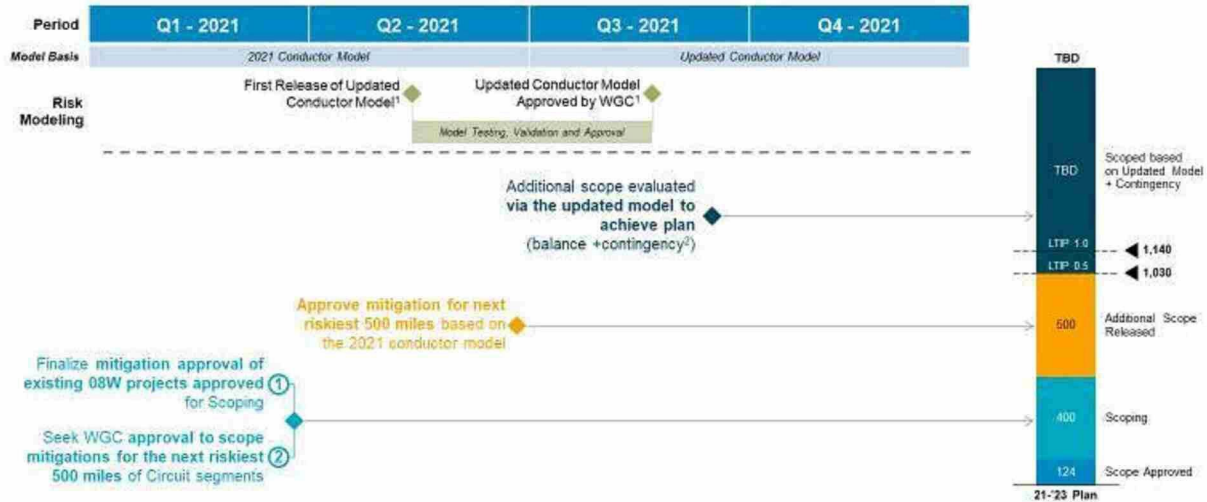 Period
Q1 - 2021
Q2 - 2021
Q3 - 2021
Q4 - 2021
Model Basis
2021 Conductor Model
Updated Conductor Model
TBD
Risk
Modeling
First Release of Updated
Conductor Model¹
Updated Conductor Model
Approved by WGC¹
Model Testing, Validation and Approval
Additional scope evaluated
via the updated model to
achieve plan
(balance +contingency²)
TBD
Scoped based
on Updated Model
+ Contingency
LTIP 1.0
1,140
LTIP 0.5
1,030
Approve mitigation for next
riskiest 500 miles based on
the 2021 conductor model
500
Additional Scope
Released
Finalize mitigation approval of
existing 08W projects approved
for Scoping
1
Seek WGC approval to scope
mitigations for the next riskiest
500 miles of Circuit segments
2
400
Scoping
124
Scope Approved
21-'23 Plan